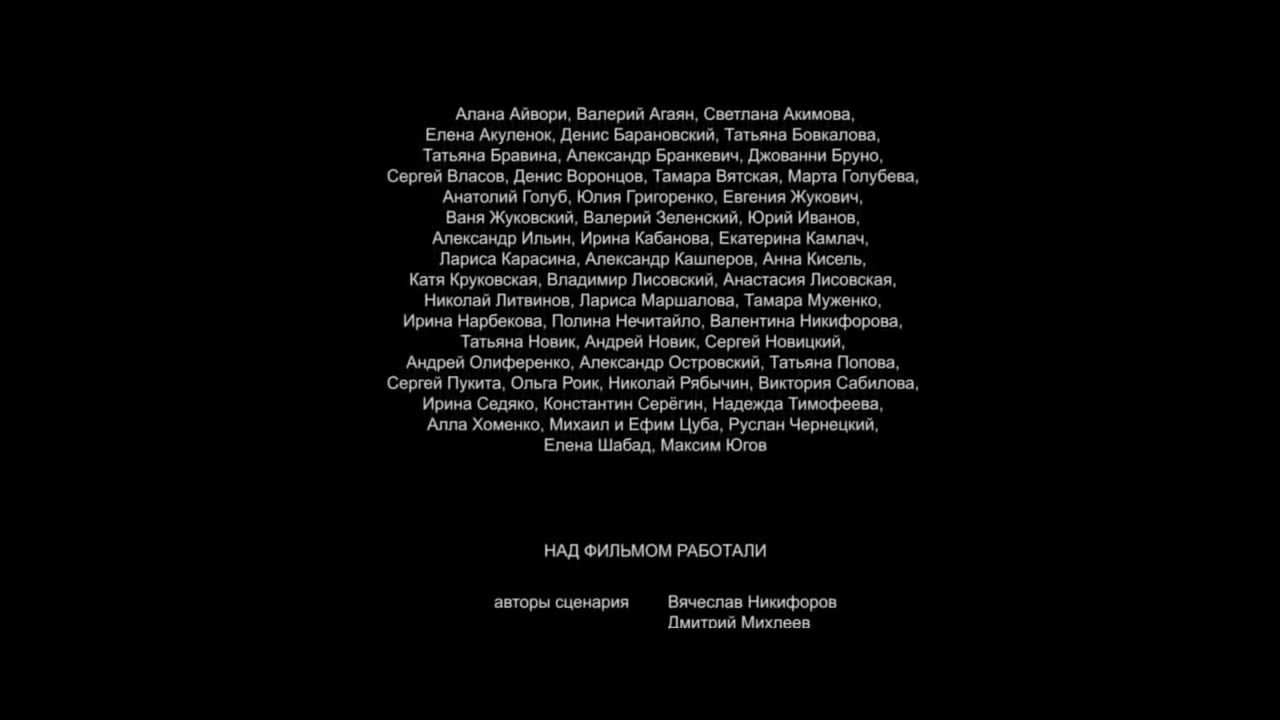 Алана Айвори, Валерий Агаян, Светлана Акимова,
Елена Акуленок, Денис Барановский, Татьяна Бовкалова,
Татьяна Бравина, Александр Бранкевич, Джованни Бруно,
Сергей Власов, Денис Воронцов, Тамара Вятская, Марта Голубева,
Анатолий Голуб, Юлия Григоренко, Евгения Жукович,
Ваня Жуковский, Валерий Зеленский, Юрий Иванов,
Александр Ильин, Ирина Кабанова, Екатерина Камлач,
Лариса Карасина, Александр Кашперов, Анна Кисель,
Катя Круковская, Владимир Лисовский, Анастасия Лисовская,
Николай Литвинов, Лариса Маршалова, Тамара Муженко,
Ирина Нарбекова, Полина Нечитайло, Валентина Никифорова,
Татьяна Новик, Андрей Новик, Сергей Новицкий,
Андрей Олиференко, Александр Островский, Татьяна Попова,
Сергей Пукита, Ольга Роик, Николай Рябычин, Виктория Сабилова,
Ирина Седяко, Константин Серёгин, Надежда Тимофеева,
Алла Хоменко, Михаил и Ефим Цуба, Руслан Чернецкий,
Елена Шабад, Максим Югов
НАД ФИЛЬМОМ РАБОТАЛИ
авторы сценария Вячеслав Никифоров
Дмитрий Михлеев